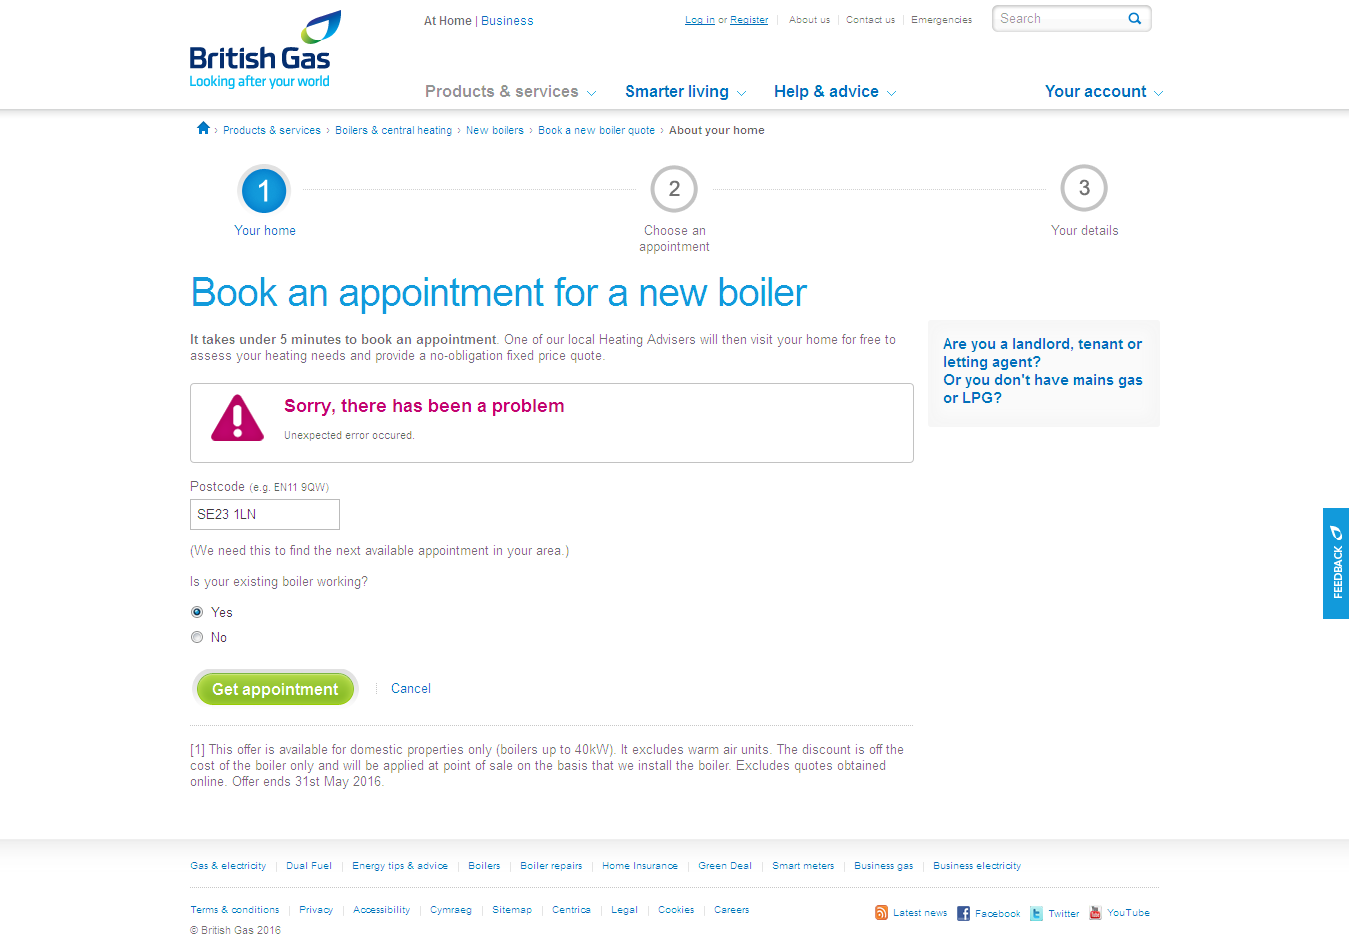 British Gas
Looking after your world
At Home | Business
Log in or Register
About us
Contact us
Emergencies
Search
Products & services
Smarter living
Help & advice
Your account
› Products & services › Boilers & central heating › New boilers › Book a new boiler quote › About your home
1
2
3
Your home
Choose an
appointment
Your details
Book an appointment for a new boiler
It takes under 5 minutes to book an appointment. One of our local Heating Advisers will then visit your home for free to
assess your heating needs and provide a no-obligation fixed price quote.
Are you a landlord, tenant or
letting agent?
Or you don't have mains gas
or LPG?
Sorry, there has been a problem
Unexpected error occured.
Postcode (e.g. EN11 9QW)
SE23 1LN
(We need this to find the next available appointment in your area.)
Is your existing boiler working?
Yes
No
Get appointment
Cancel
FEEDBACK
[1] This offer is available for domestic properties only (boilers up to 40kW). It excludes warm air units. The discount is off the
cost of the boiler only and will be applied at point of sale on the basis that we install the boiler. Excludes quotes obtained
online. Offer ends 31st May 2016.
Gas & electricity
Dual Fuel
Energy tips & advice
Boilers
Boiler repairs
Home Insurance
Green Deal
Smart meters
Business gas
Business electricity
Terms & conditions
Privacy
Accessibility
Cymraeg
Sitemap
Centrica
Legal
Cookies
Careers
Latest news
Facebook
Twitter
YouTube
© British Gas 2016